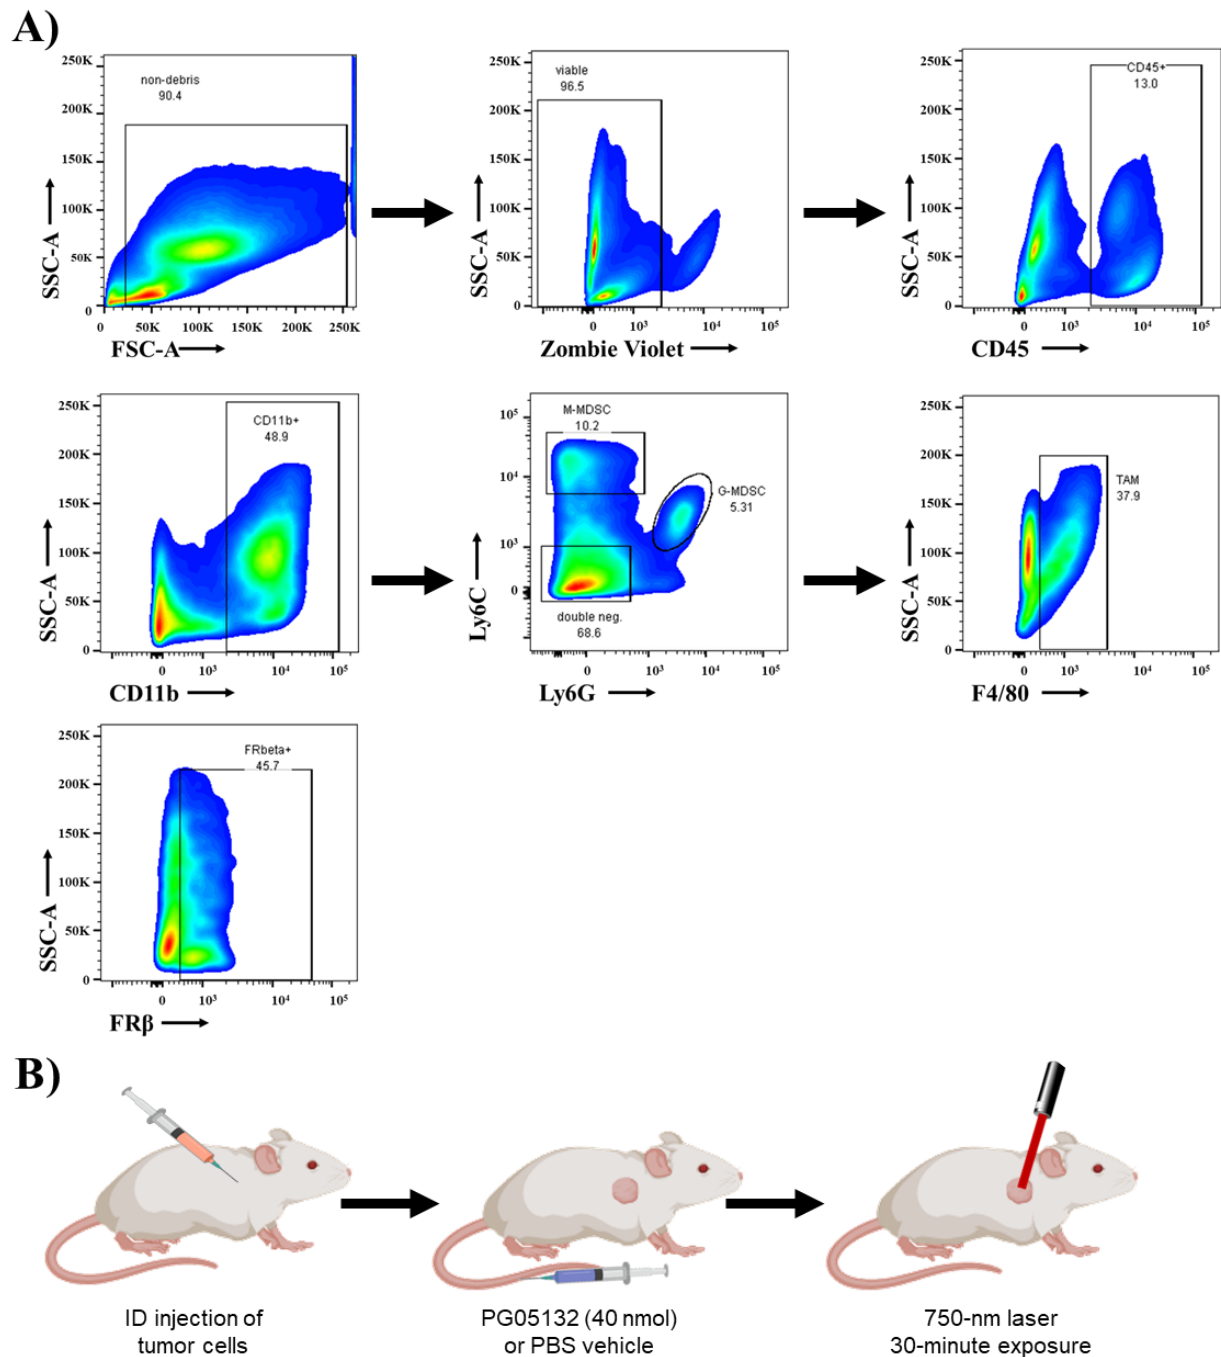 A)
250K
200K
150K
100K
50K
0
non-debris
90.4
SSC-A
0 50K 100K 150K 200K 250K
FSC-A
250K
200K
150K
100K
50K
0
viable
96.5
SSC-A
0 10³ 10⁴ 10⁵
Zombie Violet
250K
200K
150K
100K
50K
0
CD45+
13.0
SSC-A
0 10³ 10⁴ 10⁵
CD45
250K
200K
150K
100K
50K
0
CD11b+
48.9
SSC-A
0 10³ 10⁴ 10⁵
CD11b
10⁵
10⁴
10³
0
M-MDSC
10.2
G-MDSC
5.31
double neg.
68.6
Ly6C
0 10³ 10⁴ 10⁵
Ly6G
250K
200K
150K
100K
50K
0
TAM
37.9
SSC-A
0 10³ 10⁴ 10⁵
F4/80
250K
200K
150K
100K
50K
0
FRbeta+
45.7
SSC-A
0 10³ 10⁴ 10⁵
FRβ
B)
ID injection of
tumor cells
PG05132 (40 nmol)
or PBS vehicle
750-nm laser
30-minute exposure